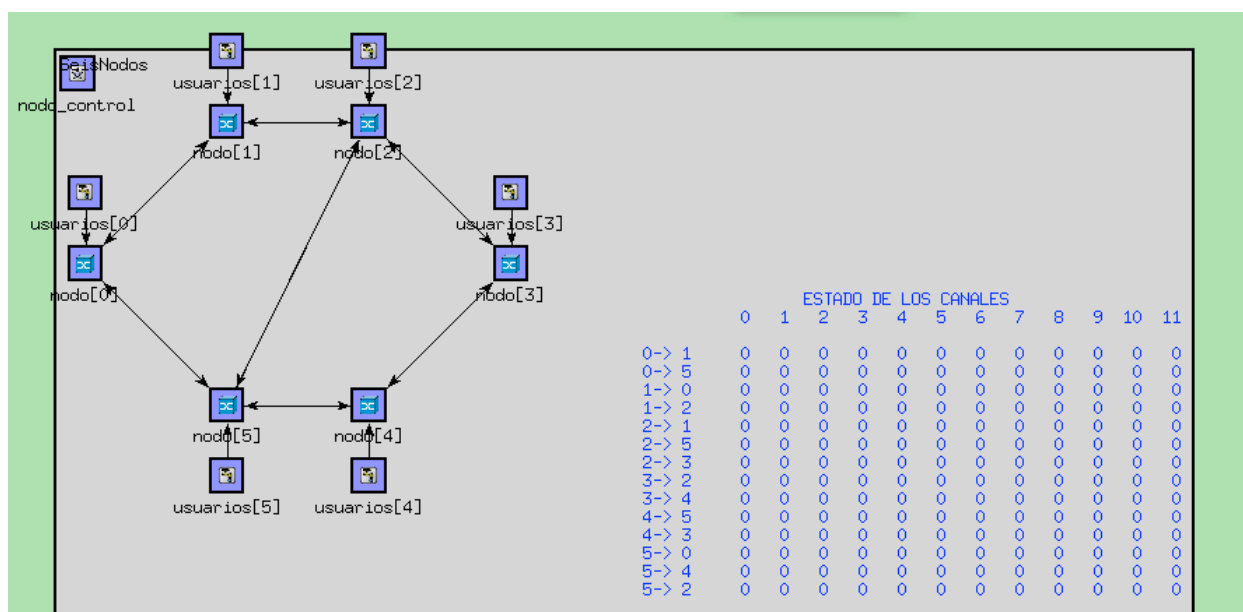 SeisNodos
nodo_control
usuarios[1]
usuarios[2]
nodo[1]
nodo[2]
usuarios[0]
usuarios[3]
nodo[0]
nodo[3]
nodo[5]
nodo[4]
usuarios[5]
usuarios[4]
ESTADO DE LOS CANALES
0 1 2 3 4 5 6 7 8 9 10 11
0-> 1 0 0 0 0 0 0 0 0 0 0 0 0
0-> 5 0 0 0 0 0 0 0 0 0 0 0 0
1-> 0 0 0 0 0 0 0 0 0 0 0 0 0
1-> 2 0 0 0 0 0 0 0 0 0 0 0 0
2-> 1 0 0 0 0 0 0 0 0 0 0 0 0
2-> 5 0 0 0 0 0 0 0 0 0 0 0 0
2-> 3 0 0 0 0 0 0 0 0 0 0 0 0
3-> 2 0 0 0 0 0 0 0 0 0 0 0 0
3-> 4 0 0 0 0 0 0 0 0 0 0 0 0
4-> 5 0 0 0 0 0 0 0 0 0 0 0 0
4-> 3 0 0 0 0 0 0 0 0 0 0 0 0
5-> 0 0 0 0 0 0 0 0 0 0 0 0 0
5-> 4 0 0 0 0 0 0 0 0 0 0 0 0
5-> 2 0 0 0 0 0 0 0 0 0 0 0 0